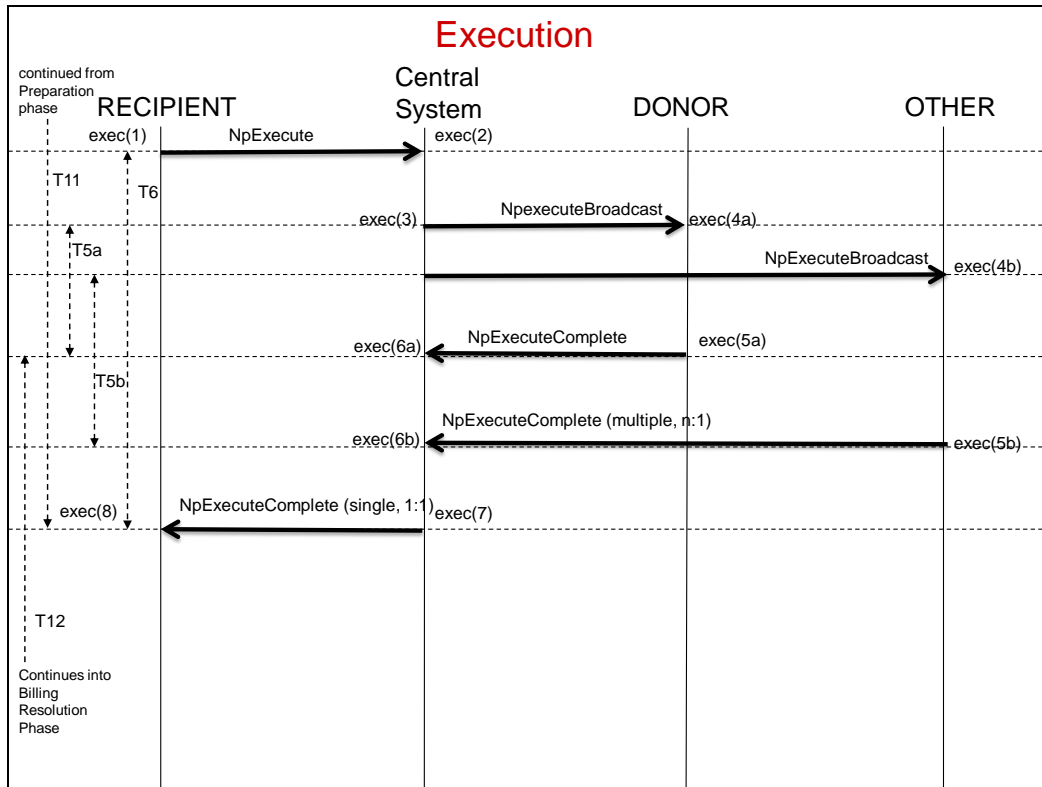 Execution
continued from
Preparation
phase
RECIPIENT
Central
System
DONOR
OTHER
exec(1)
NpExecute
exec(2)
T11
T6
exec(3)
NpexecuteBroadcast
exec(4a)
T5a
NpExecuteBroadcast
exec(4b)
exec(6a)
NpExecuteComplete
exec(5a)
T5b
NpExecuteComplete (multiple, n:1)
exec(6b)
exec(5b)
exec(8)
NpExecuteComplete (single, 1:1)
exec(7)
T12
Continues into
Billing
Resolution
Phase